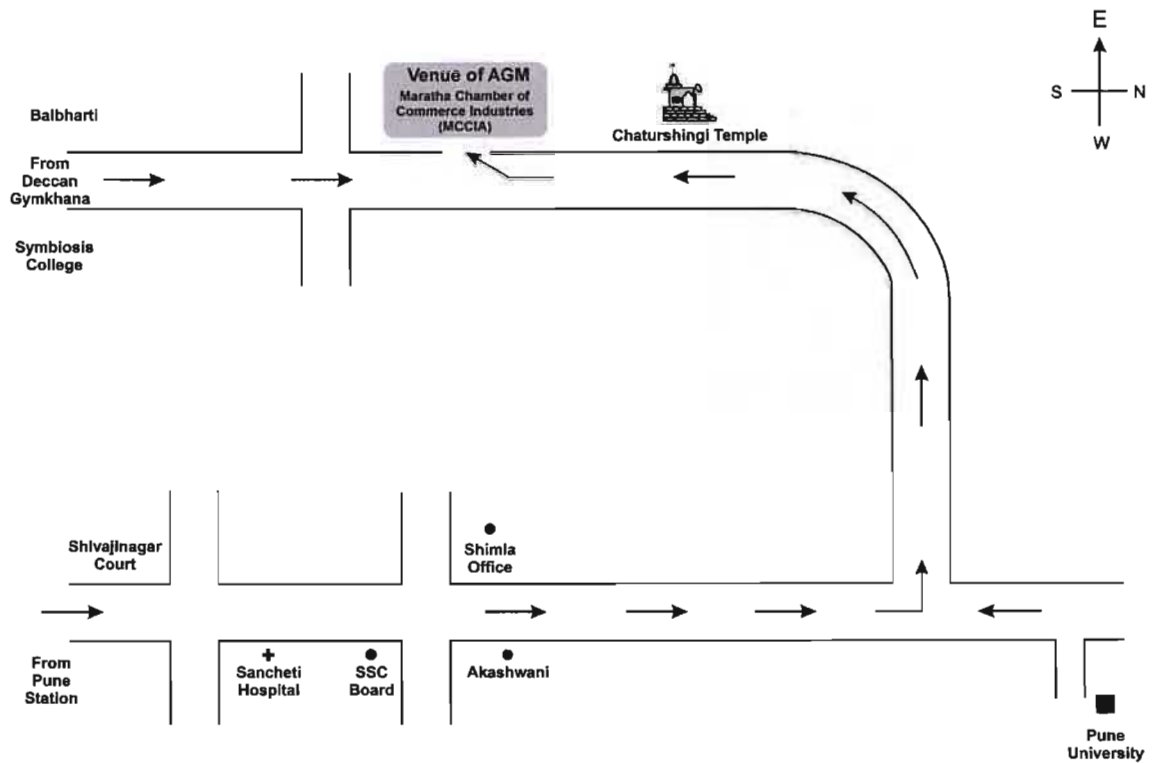 E
S
N
W
Venue of AGM
Maratha Chamber of
Commerce Industries
(MCCIA)
Chaturshingi Temple
Balbharti
From
Deccan
Gymkhana
Symbiosis
College
Shivajinagar
Court
Shimla
Office
From
Pune
Station
Sancheti
Hospital
SSC
Board
Akashwani
Pune
University